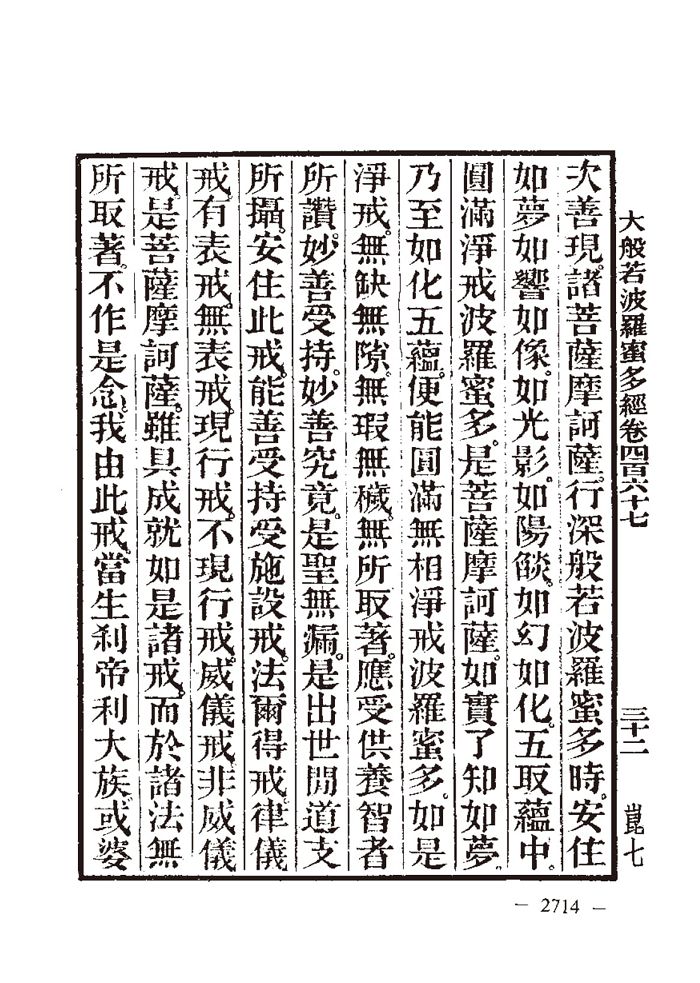 大般若波羅蜜多經卷四百六十七 三十二 崑七
次善現。諸菩薩摩訶薩。行深般若波羅蜜多時。安住
如夢如響如像。如光影。如陽燄。如幻如化。五取蘊中。
圓滿淨戒波羅蜜多。是菩薩摩訶薩。如實了知如夢。
乃至如化五蘊。便能圓滿無相淨戒波羅蜜多。如是
淨戒。無缺無隙。無瑕無穢。無所取著。應受供養智者
所讚。妙善受持。妙善究竟。是聖無漏。是出世間道支
所攝。安住此戒。能善受持受施設戒。法爾得戒。律儀
戒。有表戒。無表戒。現行戒。不現行戒。威儀戒。非威儀
戒。是菩薩摩訶薩。雖具成就如是諸戒。而於諸法無
所取著。不作是念。我由此戒。當生剎帝利大族。或婆
— 2714 —